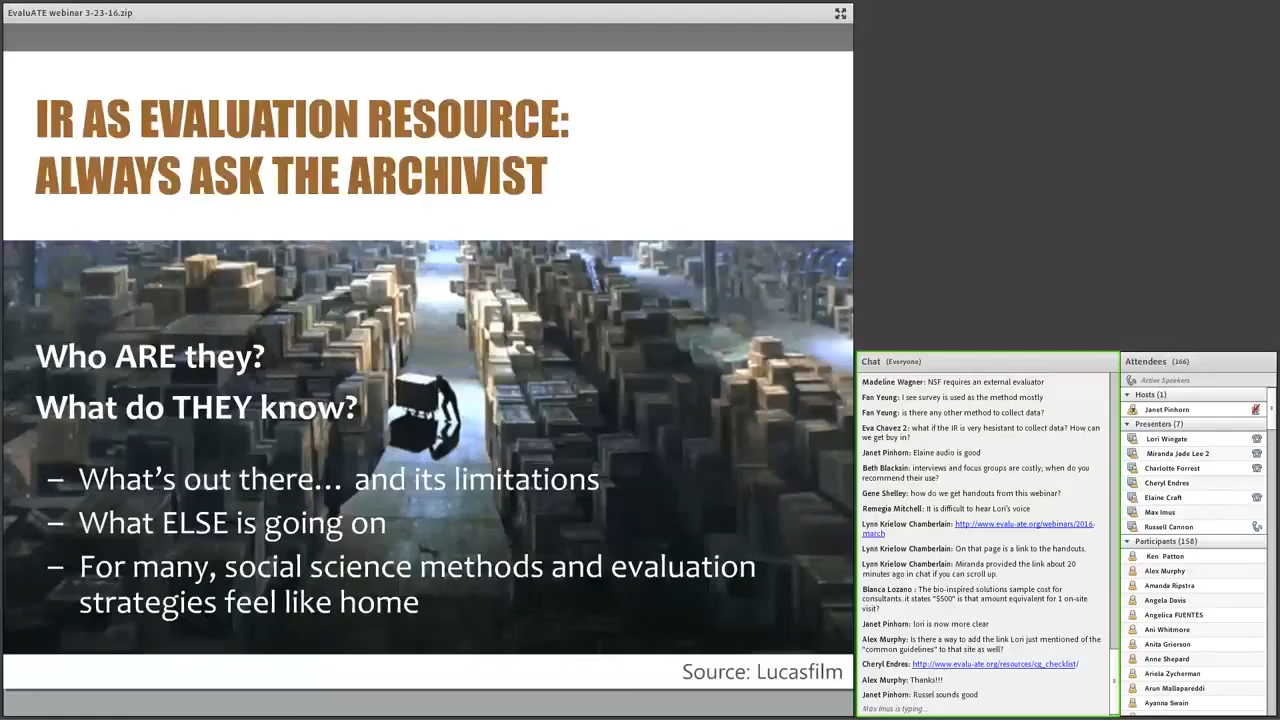 EvaluATE webinar 3-23-16.zip
IR AS EVALUATION RESOURCE:
ALWAYS ASK THE ARCHIVIST
Who ARE they?
What do THEY know?
– What’s out there… and its limitations
– What ELSE is going on
– For many, social science methods and evaluation
strategies feel like home
Source: Lucasfilm
Chat (Everyone)
Madeline Wagner: NSF requires an external evaluator
Fan Yeung: I see survey is used as the method mostly
Fan Yeung: is there any other method to collect data?
Eva Chavez 2: what if the IR is very hesistant to collect data? How can
we get buy in?
Janet Pinhorn: Elaine audio is good
Beth Blacksin: interviews and focus groups are costly; when do you
recommend their use?
Gene Shelley: how do we get handouts from this webinar?
Remegia Mitchell: It is difficult to hear Lori's voice
Lynn Krielow Chamberlain: http://www.evalu-ate.org/webinars/2016-
march
Lynn Krielow Chamberlain: On that page is a link to the handouts.
Lynn Krielow Chamberlain: Miranda provided the link about 20
minutes ago in chat if you can scroll up.
Blanca Lozano : The bio-inspired solutions sample cost for
consultants..it states "$500" is that amount equivalent for 1 on-site
visit?
Janet Pinhorn: lori is now more clear
Alex Murphy: Is there a way to add the link Lori just mentioned of the
"common guidelines" to that site as well?
Cheryl Endres: http://www.evalu-ate.org/resources/cg_checklist/
Alex Murphy: Thanks!!!
Janet Pinhorn: Russel sounds good
Max Imus is typing...
Attendees (166)
Active Speakers
Hosts (1)
Janet Pinhorn
Presenters (7)
Lori Wingate
Miranda Jade Lee 2
Charlotte Forrest
Cheryl Endres
Elaine Craft
Max Imus
Russell Cannon
Participants (158)
Ken Patton
Alex Murphy
Amanda Ripstra
Angela Davis
Angelica FUENTES
Ani Whitmore
Anita Grierson
Anne Shepard
Ariela Zycherman
Arun Mallapareddi
Ayanna Swain